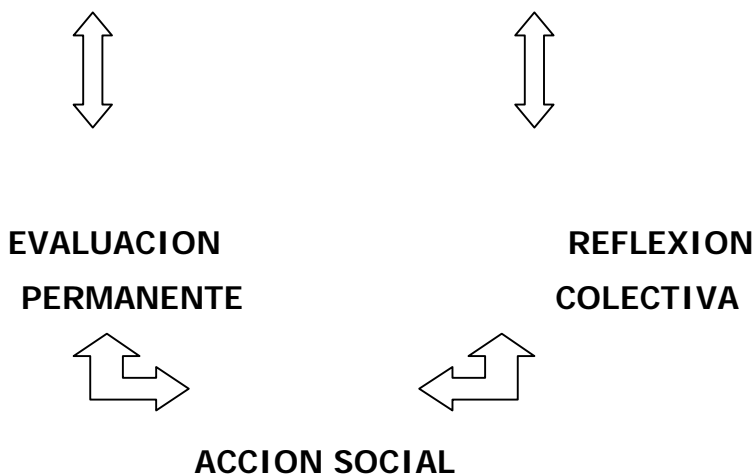 EVALUACION REFLEXION
PERMANENTE COLECTIVA
ACCION SOCIAL